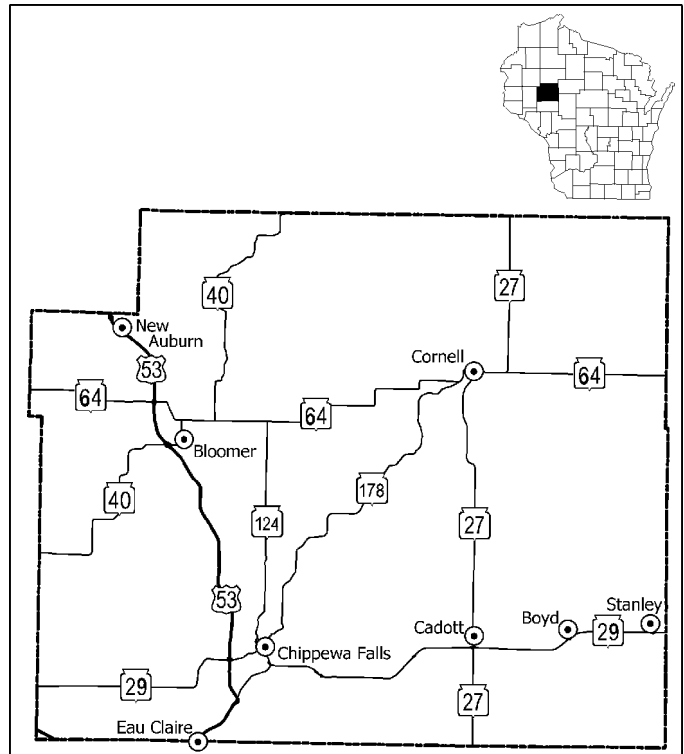 40
27
New
Auburn
53
Cornell
64
64
64
Bloomer
40
178
124
27
53
Stanley
Boyd
Cadott
29
Chippewa Falls
29
27
Eau Claire